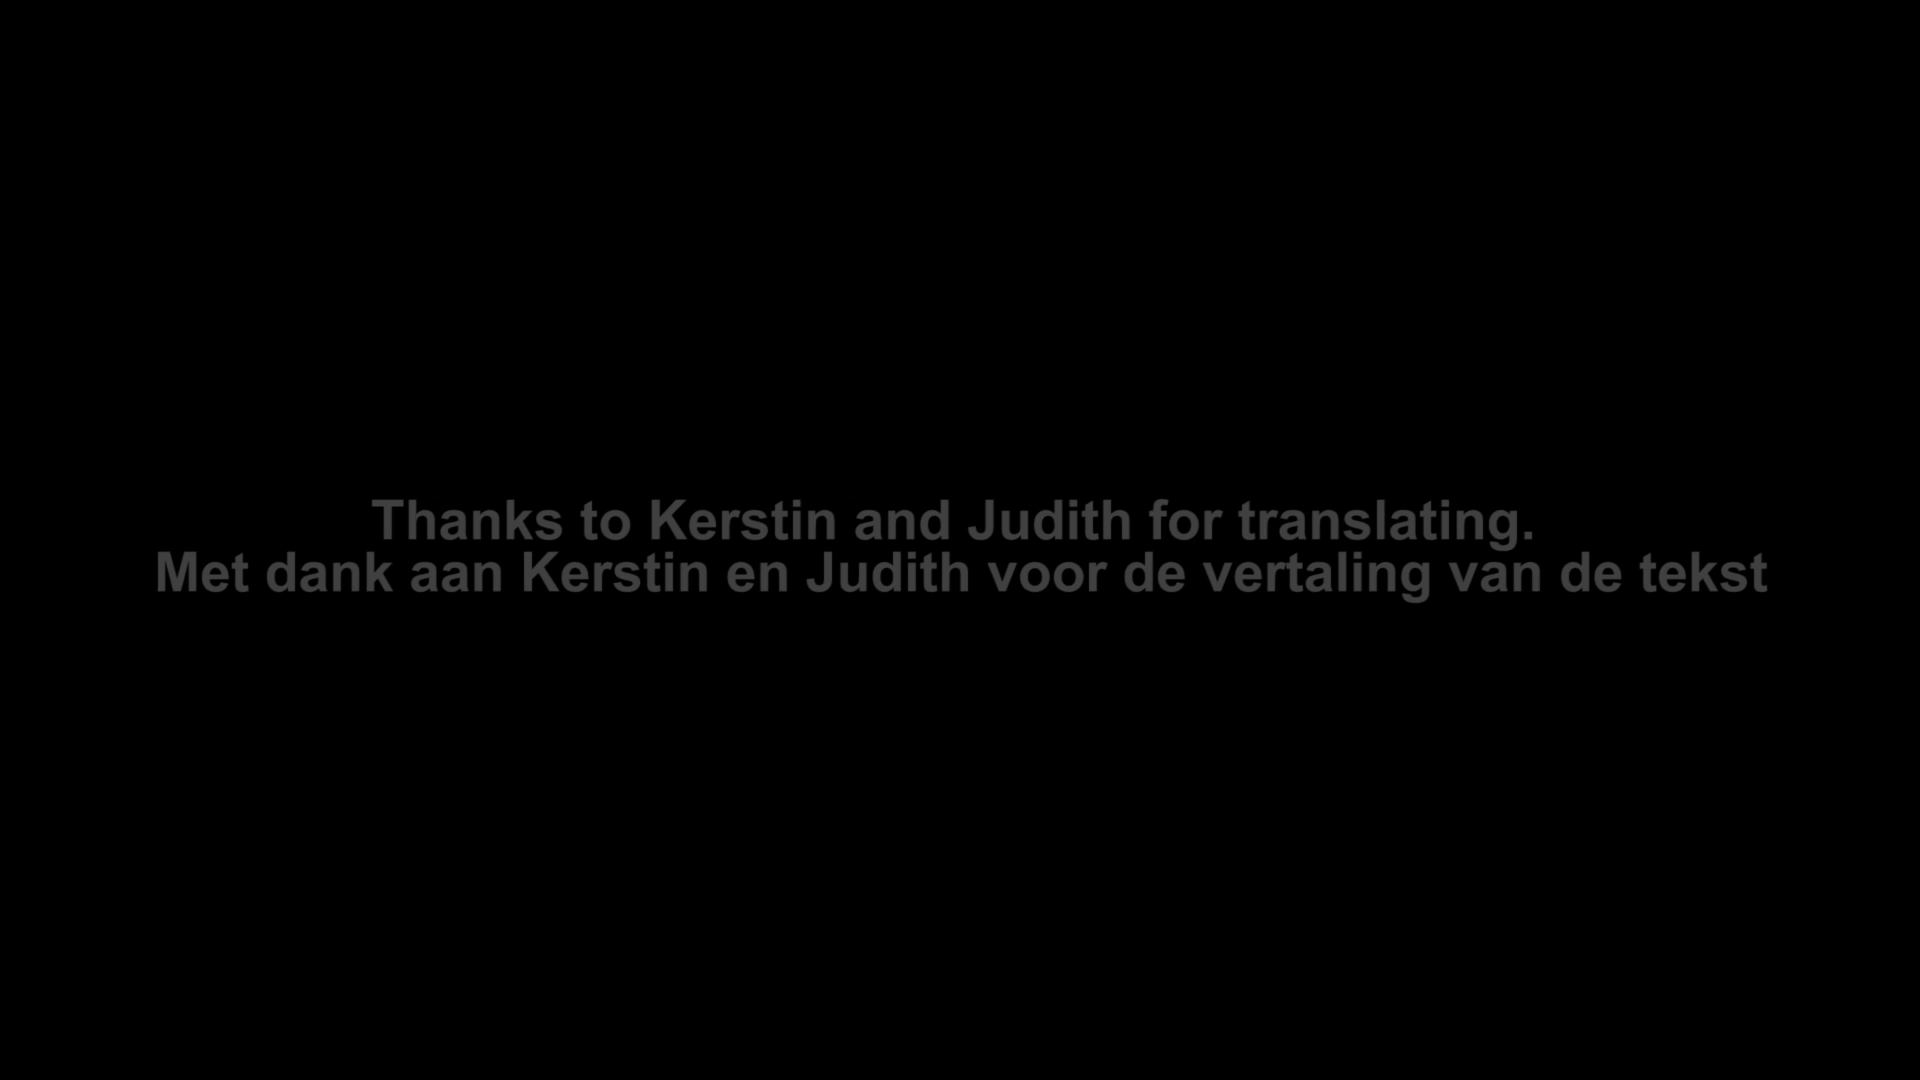 Thanks to Kerstin and Judith for translating.
Met dank aan Kerstin en Judith voor de vertaling van de tekst